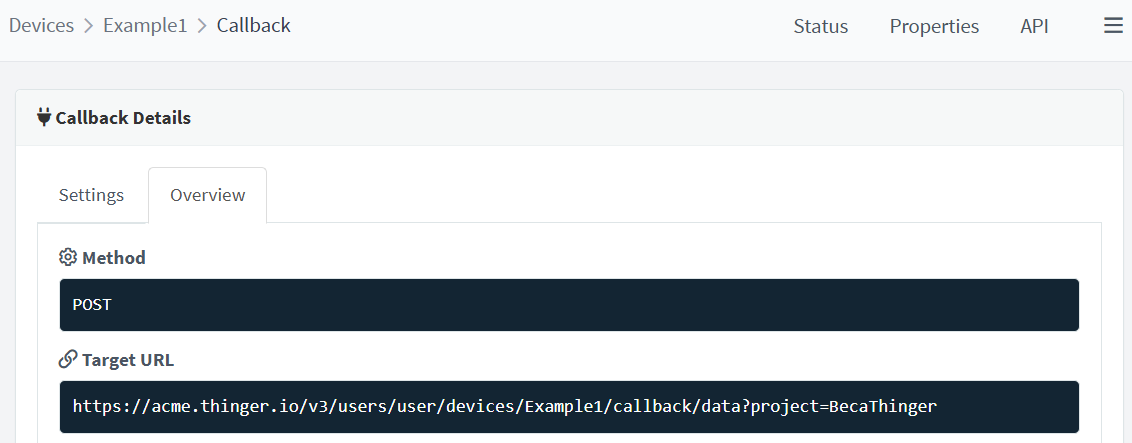 Devices > Example1 > Callback Status Properties API
Callback Details
Settings Overview
Method
POST
Target URL
https://acme.thinger.io/v3/users/user/devices/Example1/callback/data?project=BecaThinger